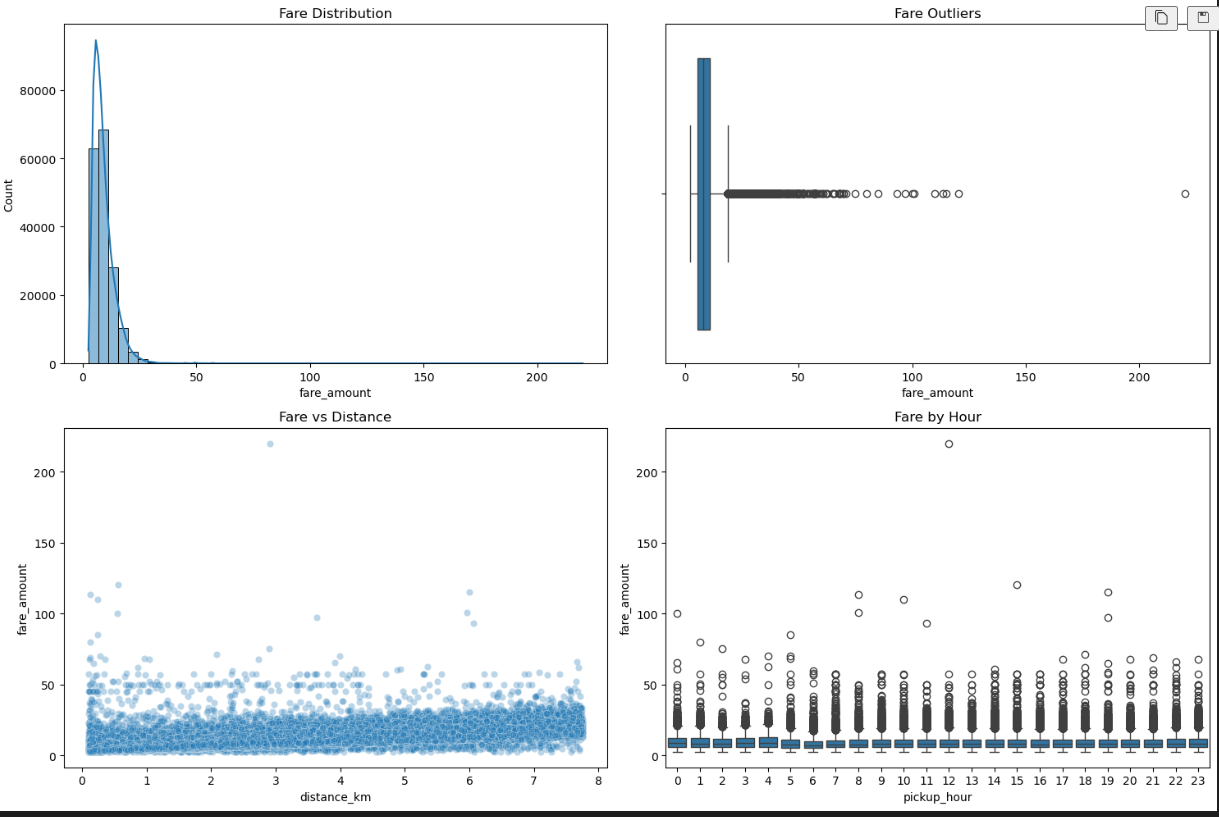 Fare Distribution
Count
80000
60000
40000
20000
0
0 50 100 150 200
fare_amount
Fare Outliers
0 50 100 150 200
fare_amount
Fare vs Distance
fare_amount
200
150
100
50
0
0 1 2 3 4 5 6 7 8
distance_km
Fare by Hour
fare_amount
200
150
100
50
0
0 1 2 3 4 5 6 7 8 9 10 11 12 13 14 15 16 17 18 19 20 21 22 23
pickup_hour